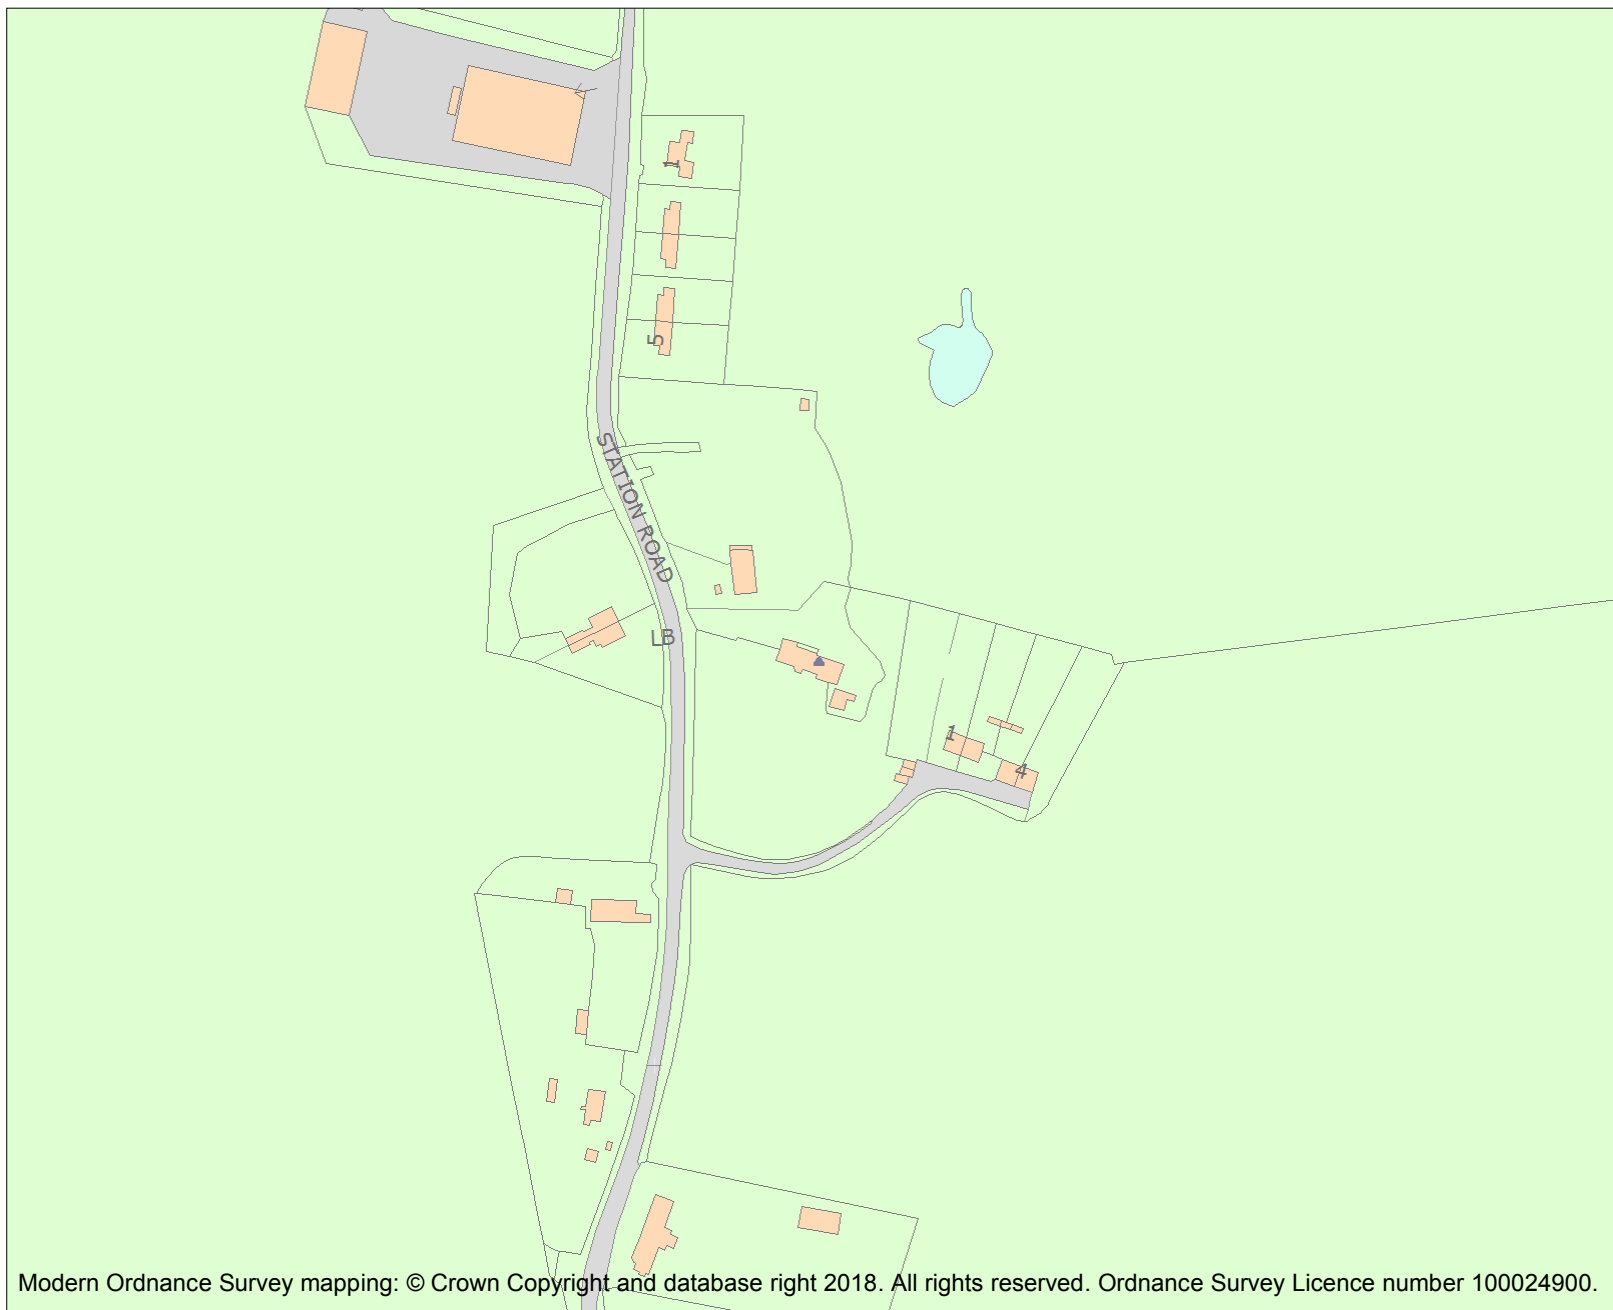 1
5
STATION ROAD
LB
1
4
Modern Ordnance Survey mapping: © Crown Copyright and database right 2018. All rights reserved. Ordnance Survey Licence number 100024900.